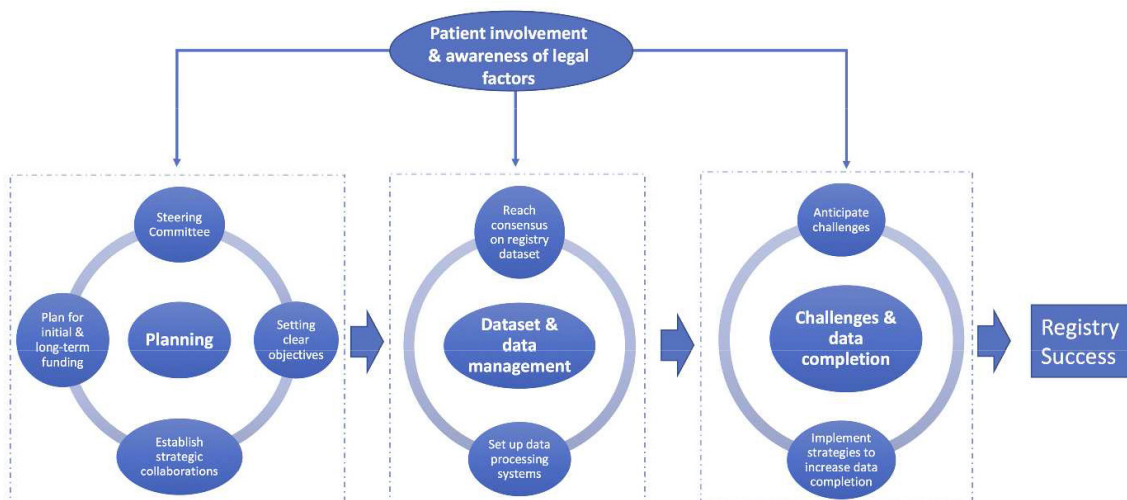 Patient involvement
& awareness of legal
factors
Steering
Committee
Plan for
initial &
long-term
funding
Planning
Setting
clear
objectives
Establish
strategic
collaborations
Reach
consensus
on registry
dataset
Dataset &
data
management
Set up data
processing
systems
Anticipate
challenges
Challenges &
data
completion
Implement
strategies to
increase data
completion
Registry
Success